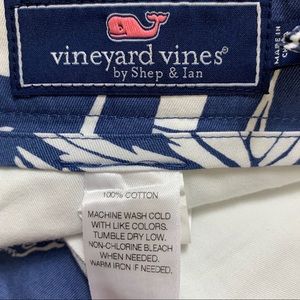 vineyard vines®
by Shep & Ian
MADE IN
100% COTTON
MACHINE WASH COLD
WITH LIKE COLORS.
TUMBLE DRY LOW.
NON-CHLORINE BLEACH
WHEN NEEDED.
WARM IRON IF NEEDED.